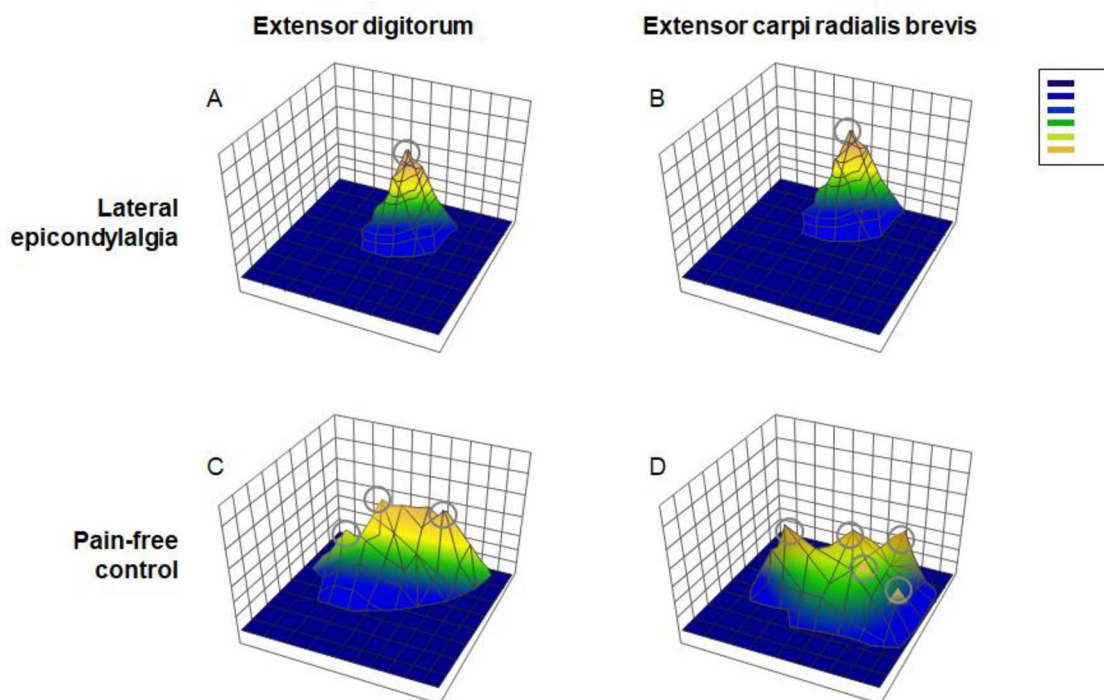 Extensor digitorum
Extensor carpi radialis brevis
A
B
Lateral
epicondylalgia
C
D
Pain-free
control